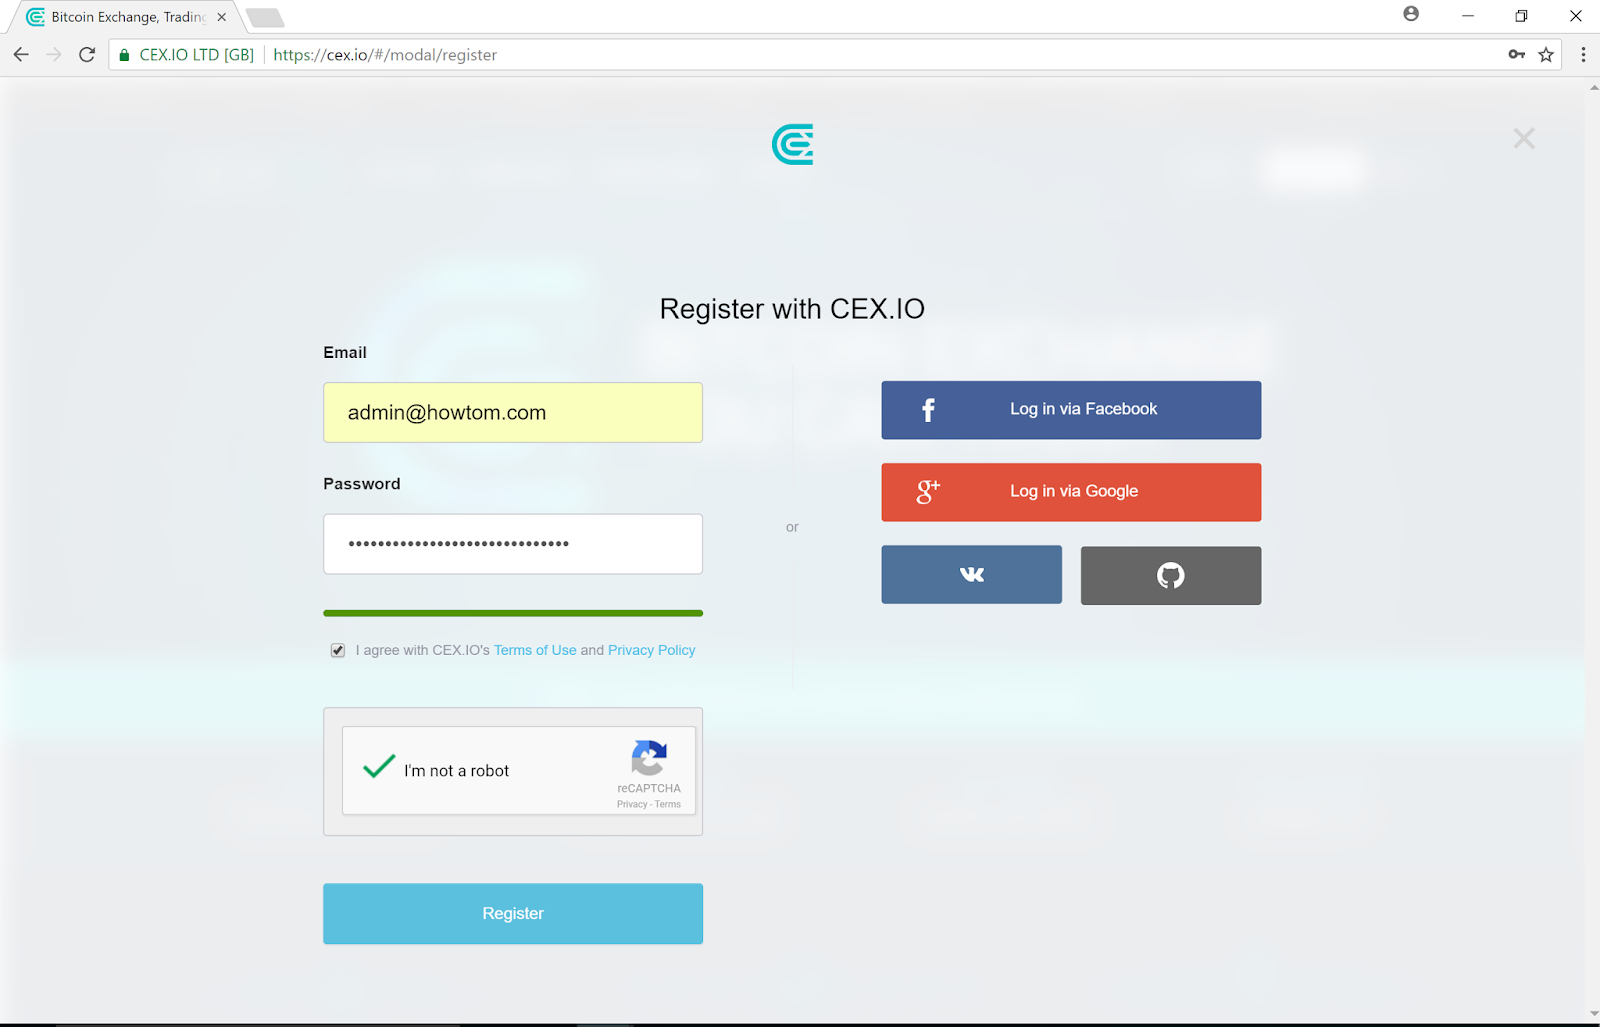 Bitcoin Exchange, Trading
CEX.IO LTD [GB]
https://cex.io/#/modal/register
Register with CEX.IO
Email
admin@howtom.com
Password
••••••••••••••••••••••••••••••
I agree with CEX.IO's Terms of Use and Privacy Policy
I'm not a robot
reCAPTCHA
Privacy - Terms
Register
or
Log in via Facebook
Log in via Google